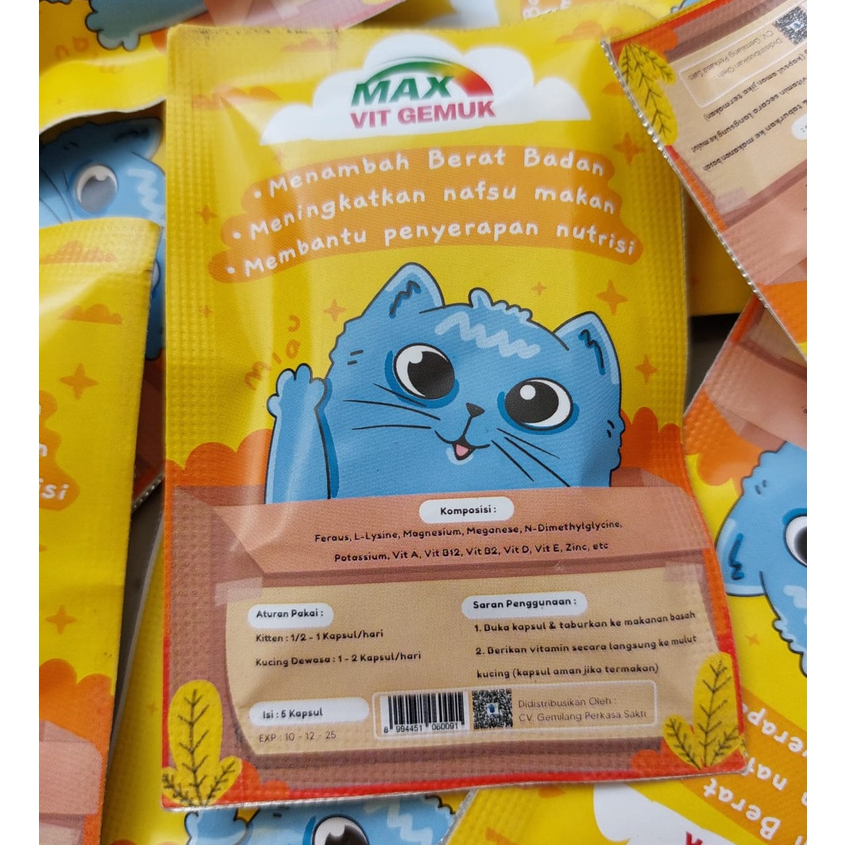 MAX
VIT GEMUK
• Menambah Berat Badan
• Meningkatkan nafsu makan
• Membantu penyerapan nutrisi
miau
Komposisi :
Feraus, L-Lysine, Magnesium, Meganese, N-Dimethylglycine,
Potassium, Vit A, Vit B12, Vit B2, Vit D, Vit E, Zinc, etc
Aturan Pakai :
Kitten : 1/2 - 1 Kapsul/hari
Kucing Dewasa : 1 - 2 Kapsul/hari
Saran Penggunaan :
1. Buka kapsul & taburkan ke makanan basah
2. Berikan vitamin secara langsung ke mulut
kucing (kapsul aman jika termakan)
Isi : 5 Kapsul
EXP : 10 - 12 - 25
8 994451 060091
Didistribusikan Oleh :
CV. Gemilang Perkasa Sakti